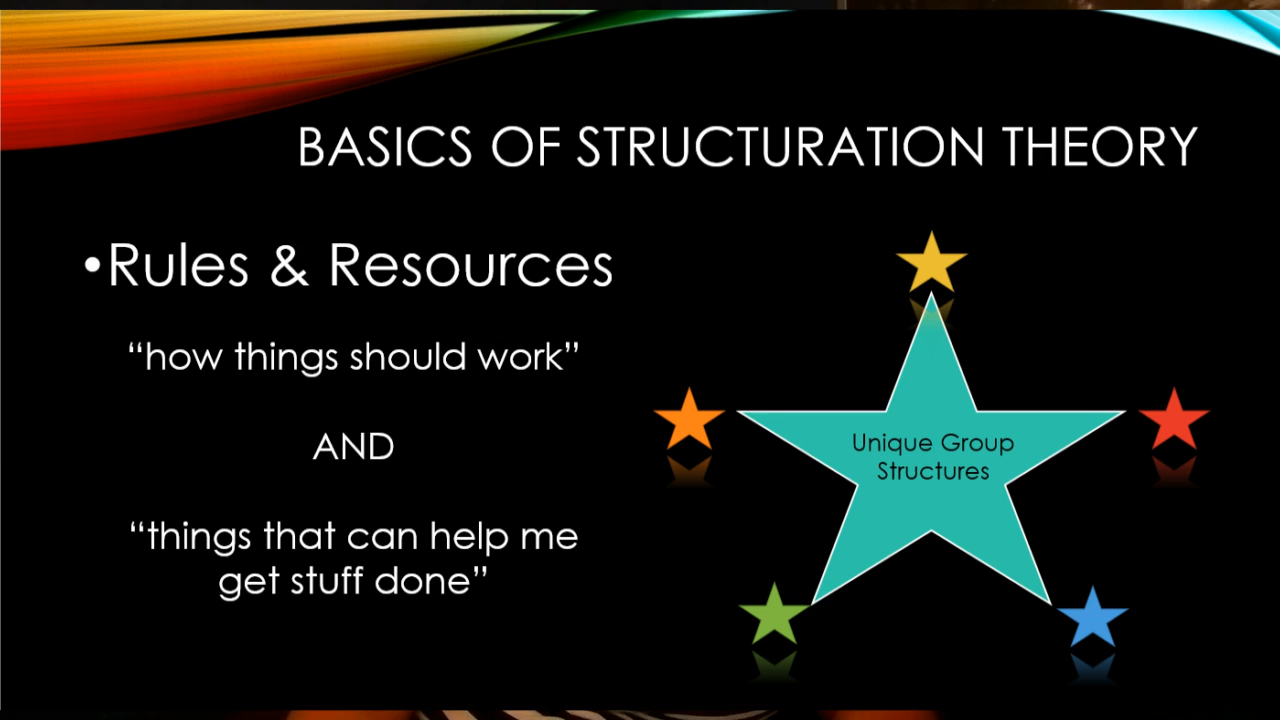 BASICS OF STRUCTURATION THEORY
•Rules & Resources
“how things should work”
AND
“things that can help me
get stuff done”
Unique Group
Structures